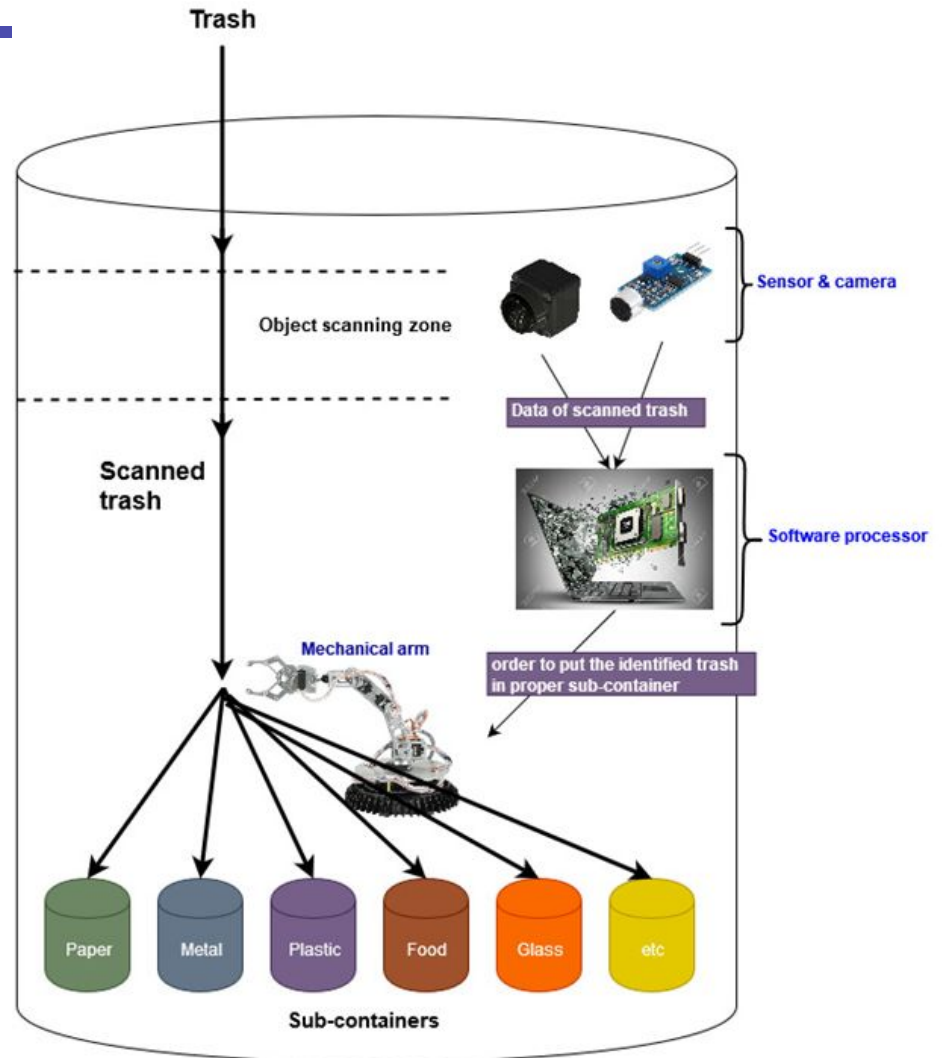 Trash
Sensor & camera
Object scanning zone
Data of scanned trash
Scanned
trash
Software processor
Mechanical arm
order to put the identified trash
in proper sub-container
Paper
Metal
Plastic
Food
Glass
etc
Sub-containers